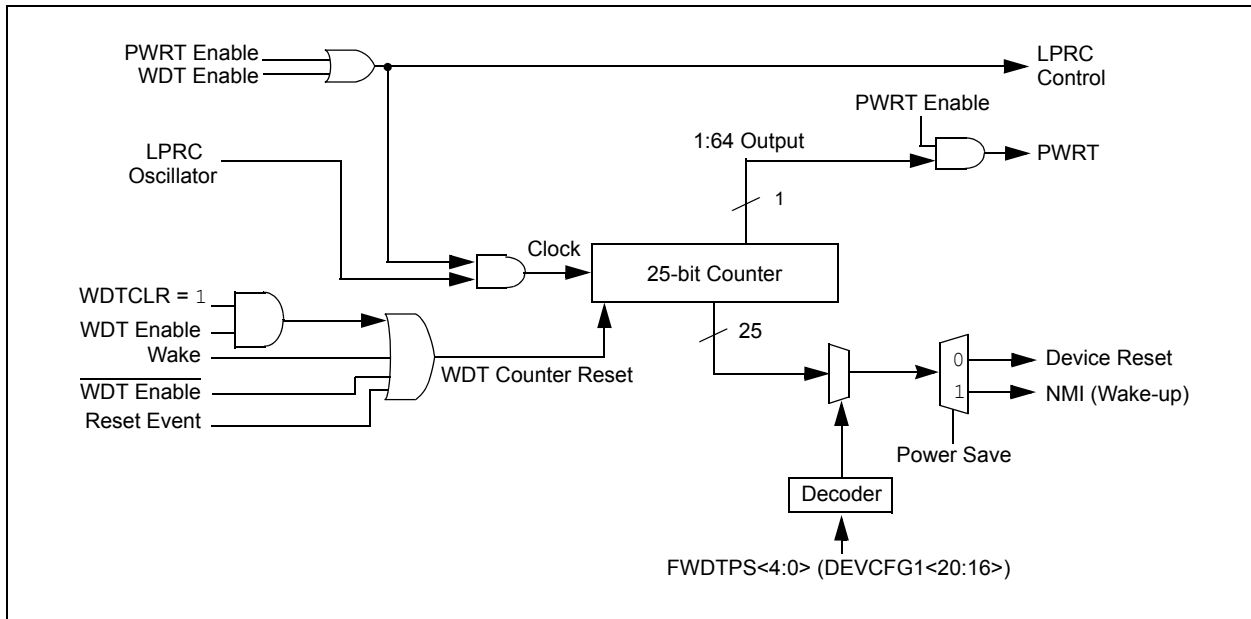 PWRT Enable
WDT Enable
LPRC
Control
PWRT Enable
LPRC
Oscillator
1:64 Output
PWRT
1
Clock
25-bit Counter
WDTCLR = 1
WDT Enable
Wake
WDT Enable
Reset Event
WDT Counter Reset
25
0
Device Reset
1
NMI (Wake-up)
Power Save
Decoder
FWDTPS<4:0> (DEVCFG1<20:16>)